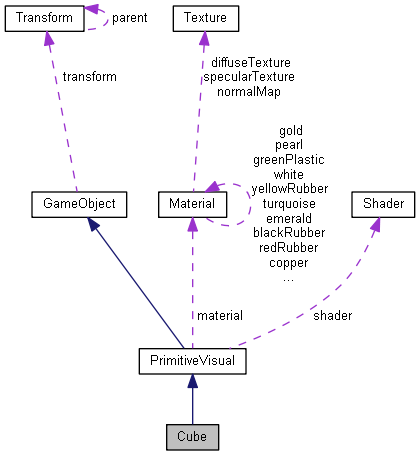 Transform
parent
Texture
transform
diffuseTexture
specularTexture
normalMap
gold
pearl
greenPlastic
white
yellowRubber
turquoise
emerald
blackRubber
redRubber
copper
...
GameObject
Material
Shader
material
shader
PrimitiveVisual
Cube